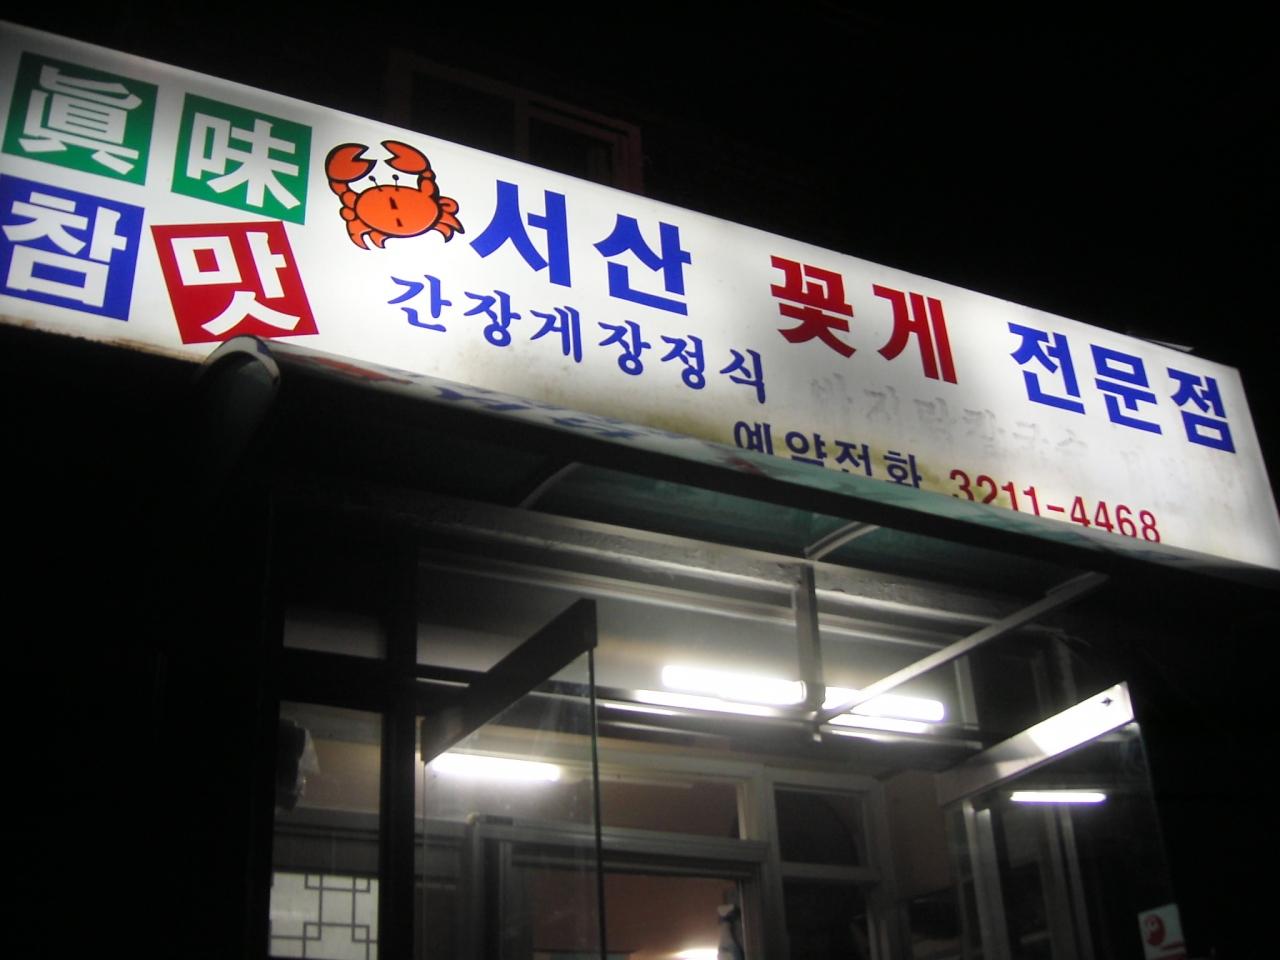 眞味
참맛
서산 꽃게 전문점
간장게장정식
예약전화 3211-4468